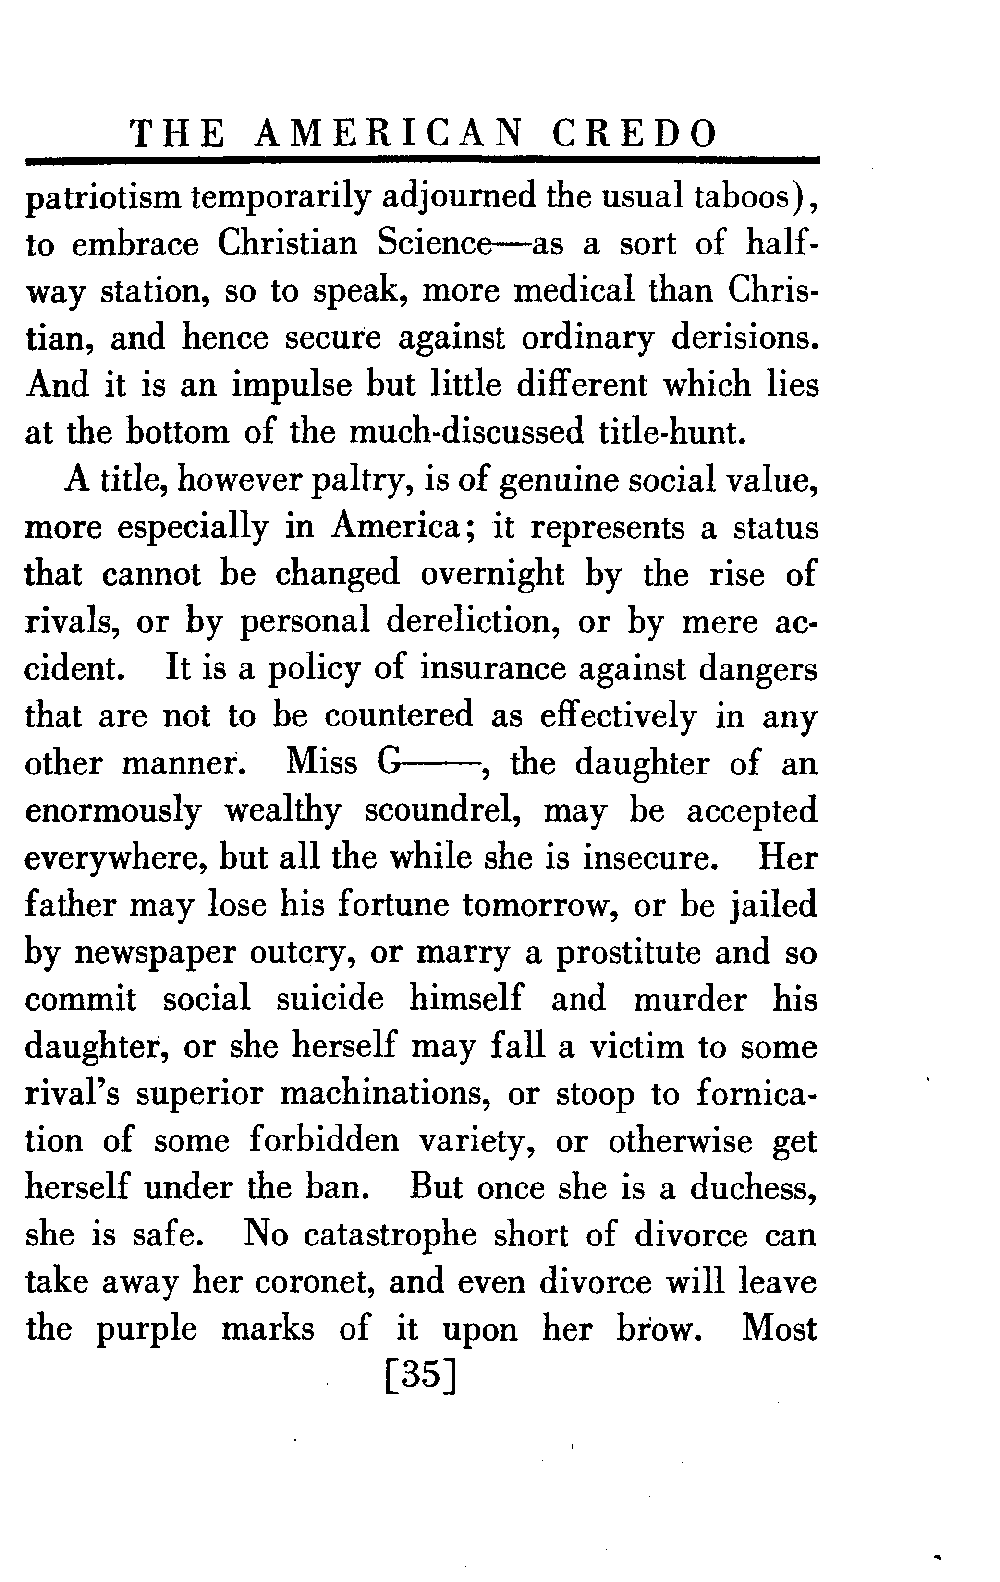 THE AMERICAN CREDO
patriotism temporarily adjourned the usual taboos),
to embrace Christian Science—as a sort of half-
way station, so to speak, more medical than Chris-
tian, and hence secure against ordinary derisions.
And it is an impulse but little different which lies
at the bottom of the much-discussed title-hunt.
A title, however paltry, is of genuine social value,
more especially in America; it represents a status
that cannot be changed overnight by the rise of
rivals, or by personal dereliction, or by mere ac-
cident. It is a policy of insurance against dangers
that are not to be countered as effectively in any
other manner. Miss G——, the daughter of an
enormously wealthy scoundrel, may be accepted
everywhere, but all the while she is insecure. Her
father may lose his fortune tomorrow, or be jailed
by newspaper outcry, or marry a prostitute and so
commit social suicide himself and murder his
daughter, or she herself may fall a victim to some
rival's superior machinations, or stoop to fornica-
tion of some forbidden variety, or otherwise get
herself under the ban. But once she is a duchess,
she is safe. No catastrophe short of divorce can
take away her coronet, and even divorce will leave
the purple marks of it upon her brow. Most
[35]